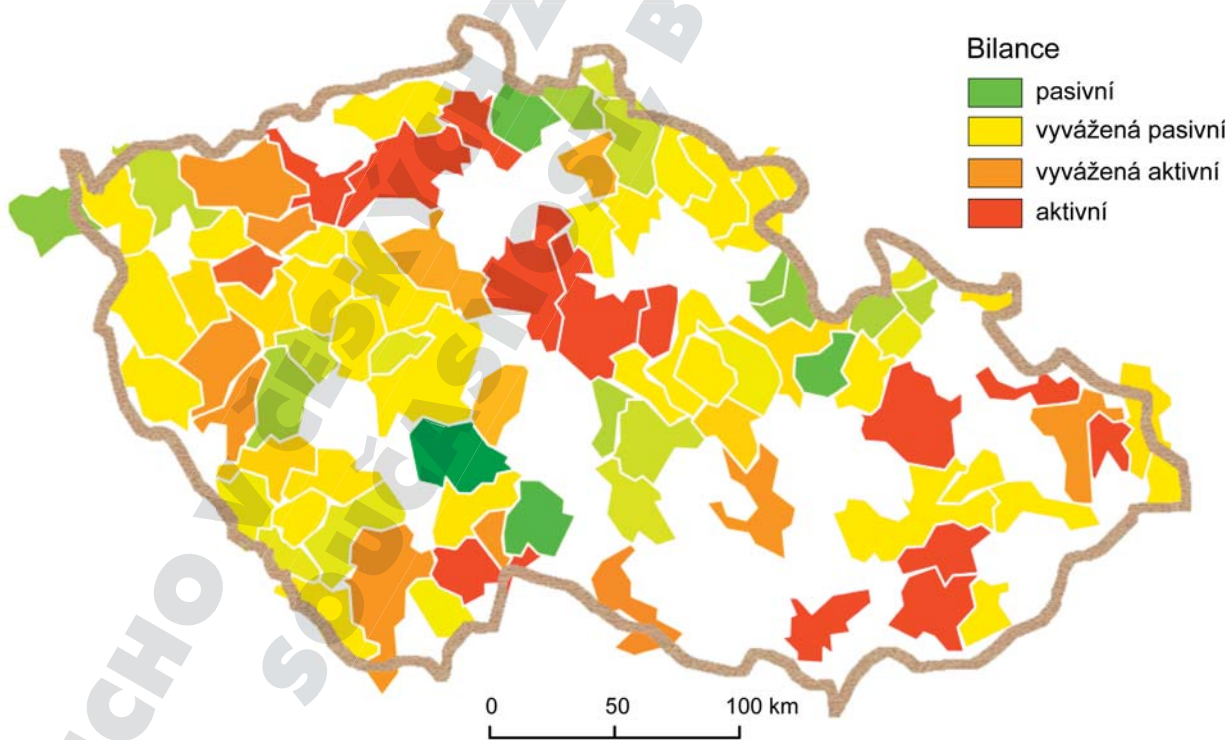 Bilance
pasivní
vyvážená pasivní
vyvážená aktivní
aktivní
0 50 100 km